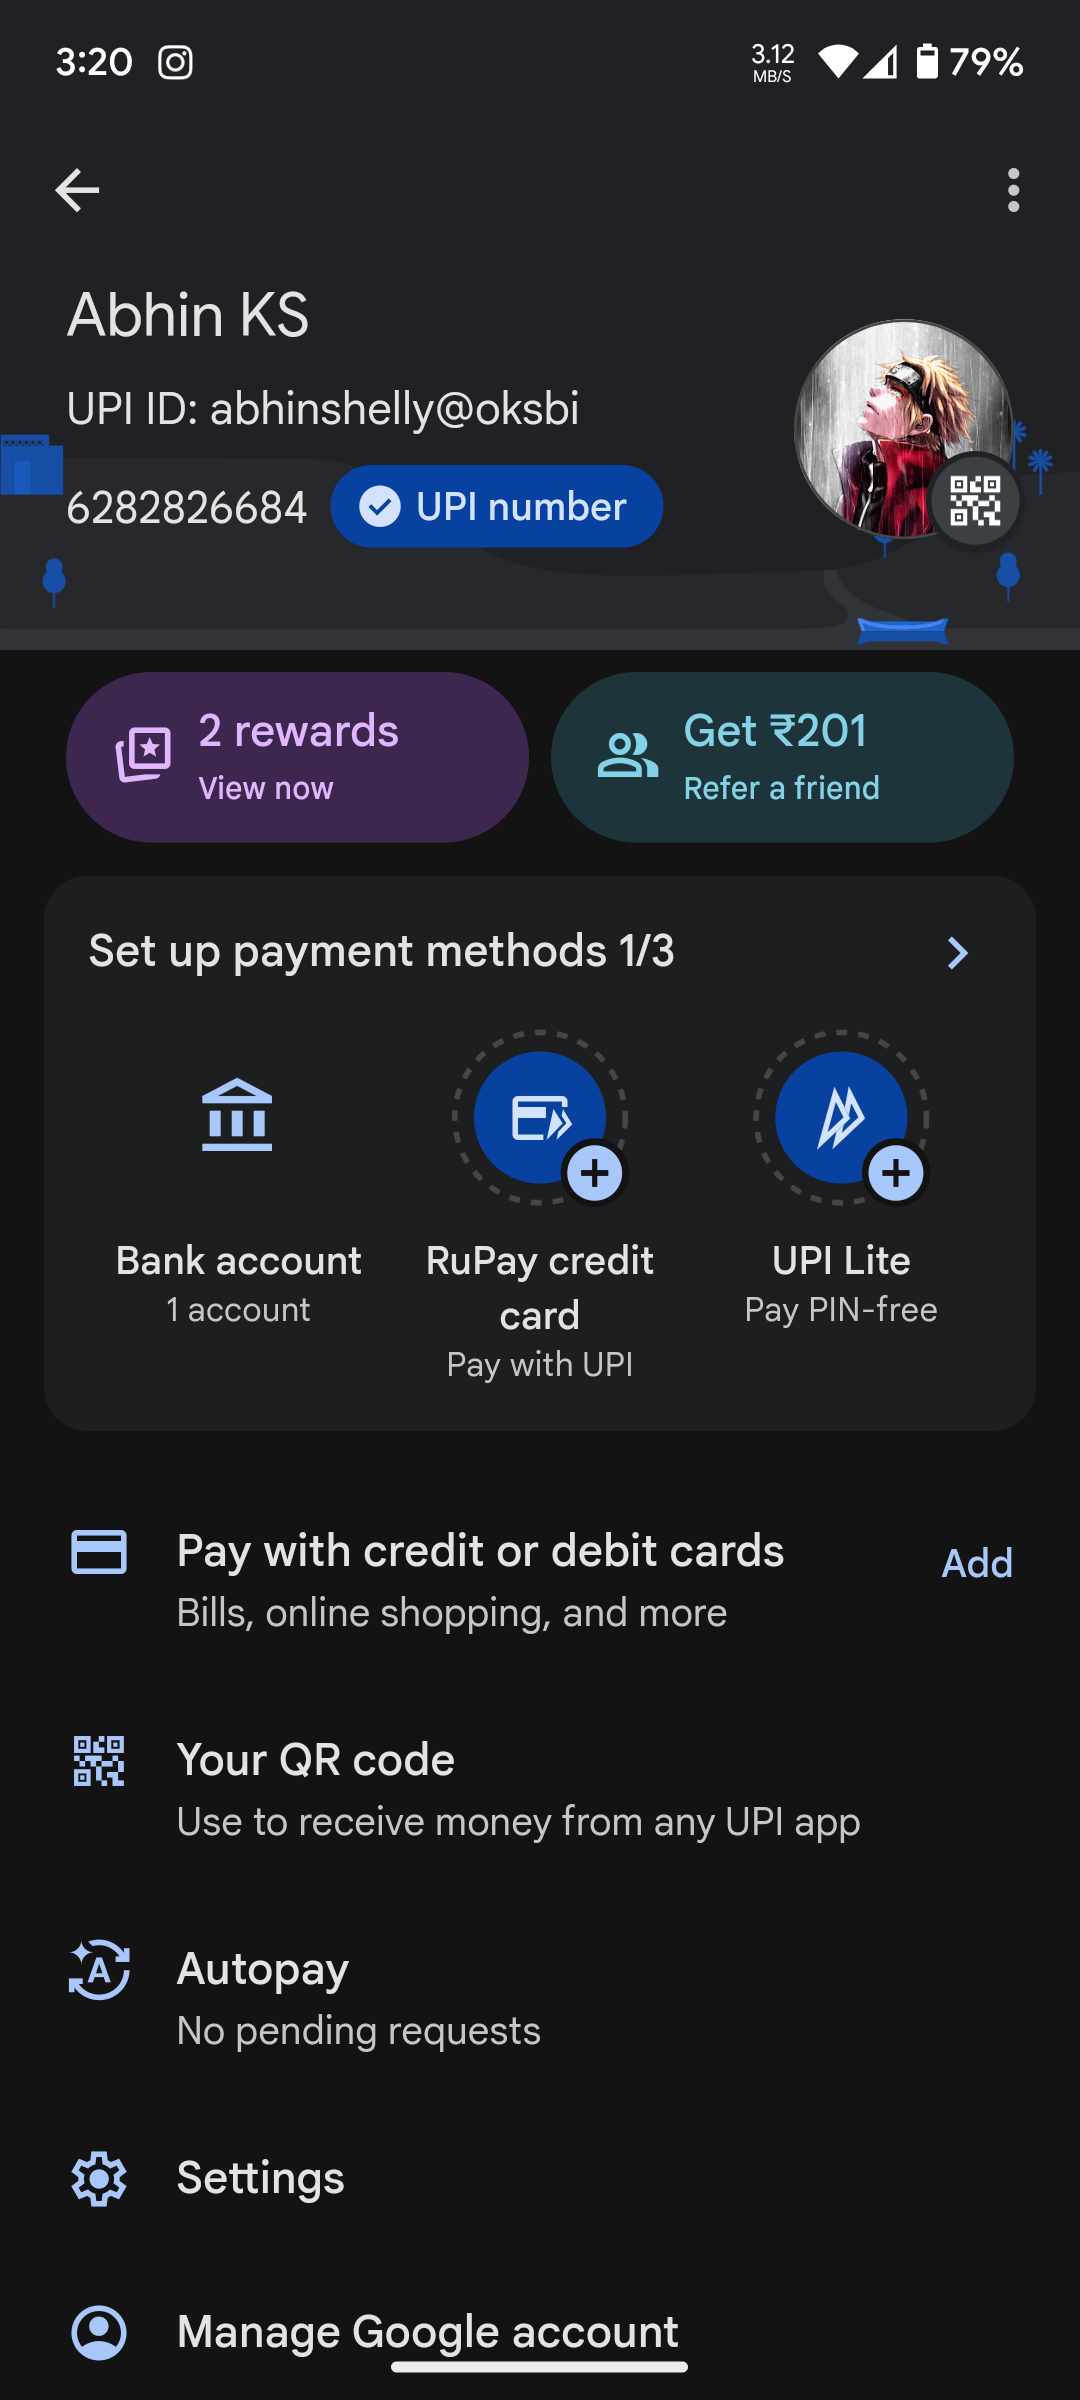 3:20
3.12
MB/S
79%
Abhin KS
UPI ID: abhinshelly@oksbi
6282826684
UPI number
2 rewards
View now
Get ₹201
Refer a friend
Set up payment methods 1/3
Bank account
1 account
RuPay credit
card
Pay with UPI
UPI Lite
Pay PIN-free
Pay with credit or debit cards
Add
Bills, online shopping, and more
Your QR code
Use to receive money from any UPI app
Autopay
No pending requests
Settings
Manage Google account